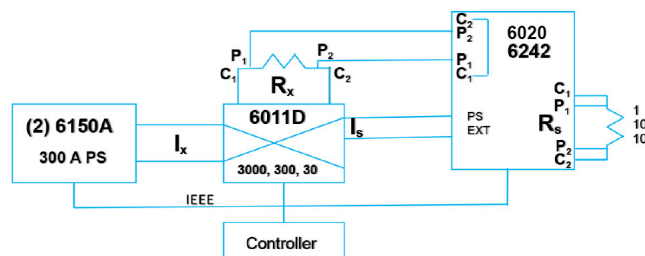 C2
P2
6020
6242
P1
P2
P1
C1
C1
C2
Rx
C1
P1
(2) 6150A
300 A PS
Ix
6011D
3000, 300, 30
Is
PS
EXT
Rs
1
10
10
P2
C2
IEEE
Controller